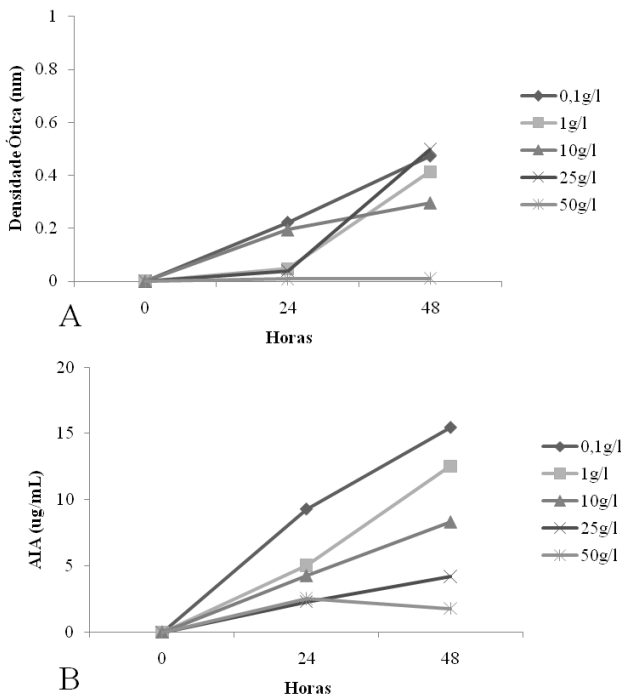 1
0.8
0.6
0.4
0.2
0
Densidade Ótica (nm)
0 24 48
Horas
A
0,1g/l
1g/l
10g/l
25g/l
50g/l
20
15
10
5
0
AIA (ug/mL)
0 24 48
Horas
B
0,1g/l
1g/l
10g/l
25g/l
50g/l